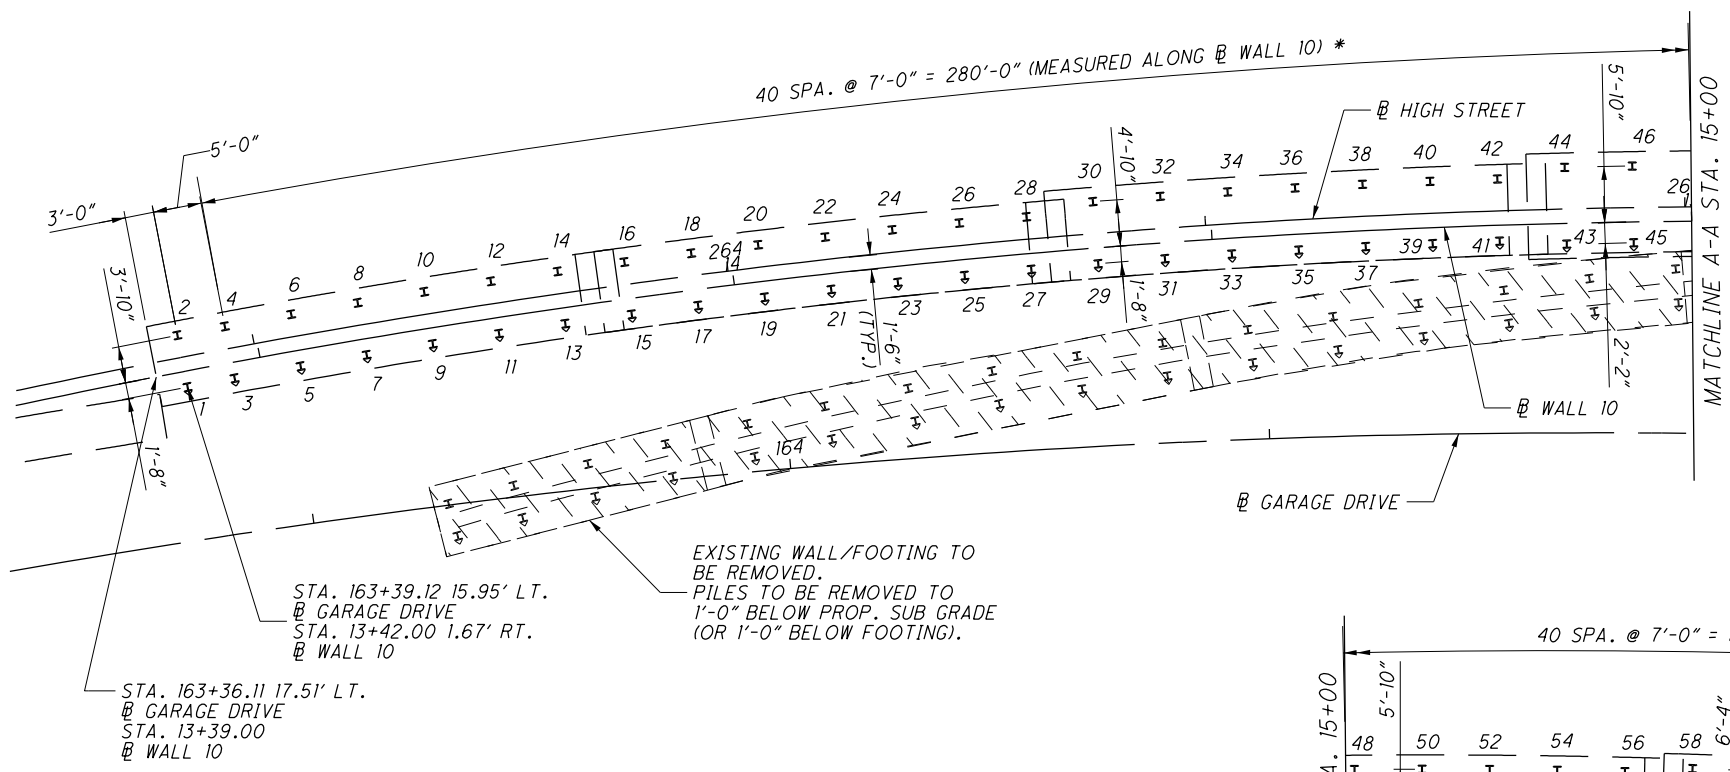 40 SPA. @ 7'-0" = 280'-0" (MEASURED ALONG ⅊ WALL 10) *
5'-0"
3'-0"
3'-10"
1'-8"
4'-10"
1'-8"
1'-6"
(TYP.)
5'-10"
2'-2"
℔ HIGH STREET
MATCHLINE A-A STA. 15+00
2 4 6 8 10 12 14 16 18 20 22 24 26 28 30 32 34 36 38 40 42 44 46
264
14
26
1 3 5 7 9 11 13 15 17 19 21 23 25 27 29 31 33 35 37 39 41 43 45
164
℔ WALL 10
℔ GARAGE DRIVE
EXISTING WALL/FOOTING TO
BE REMOVED.
PILES TO BE REMOVED TO
1'-0" BELOW PROP. SUB GRADE
(OR 1'-0" BELOW FOOTING).
STA. 163+39.12 15.95' LT.
℔ GARAGE DRIVE
STA. 13+42.00 1.67' RT.
℔ WALL 10
STA. 163+36.11 17.51' LT.
℔ GARAGE DRIVE
STA. 13+39.00
℔ WALL 10
40 SPA. @ 7'-0" =
A. 15+00
5'-10"
6'-4"
48 50 52 54 56 58